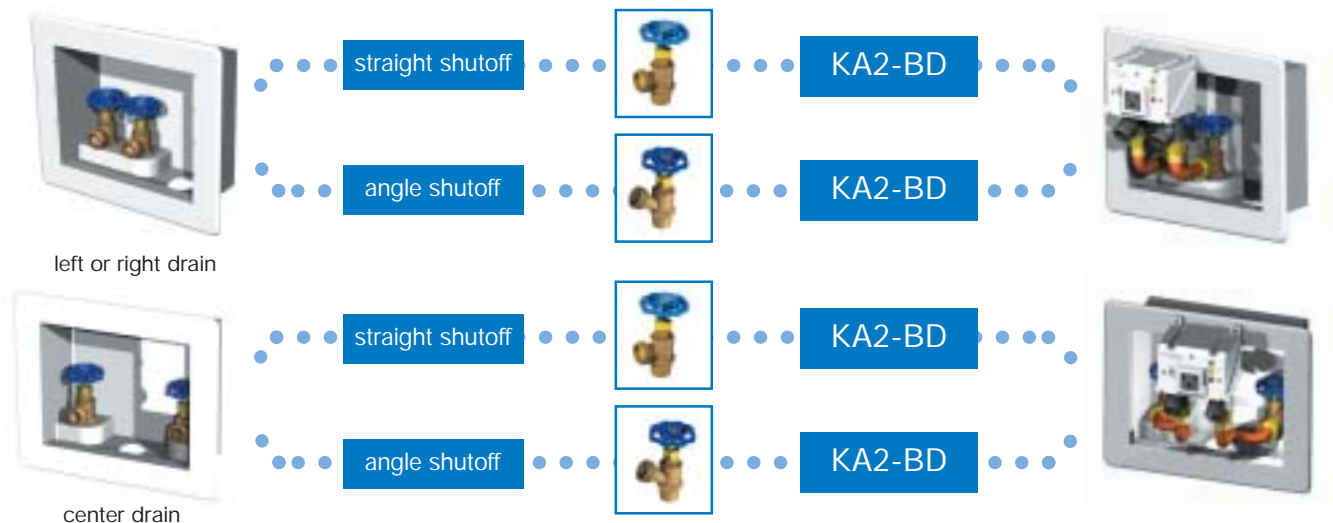 straight shutoff
KA2-BD
angle shutoff
KA2-BD
left or right drain
straight shutoff
KA2-BD
angle shutoff
KA2-BD
center drain